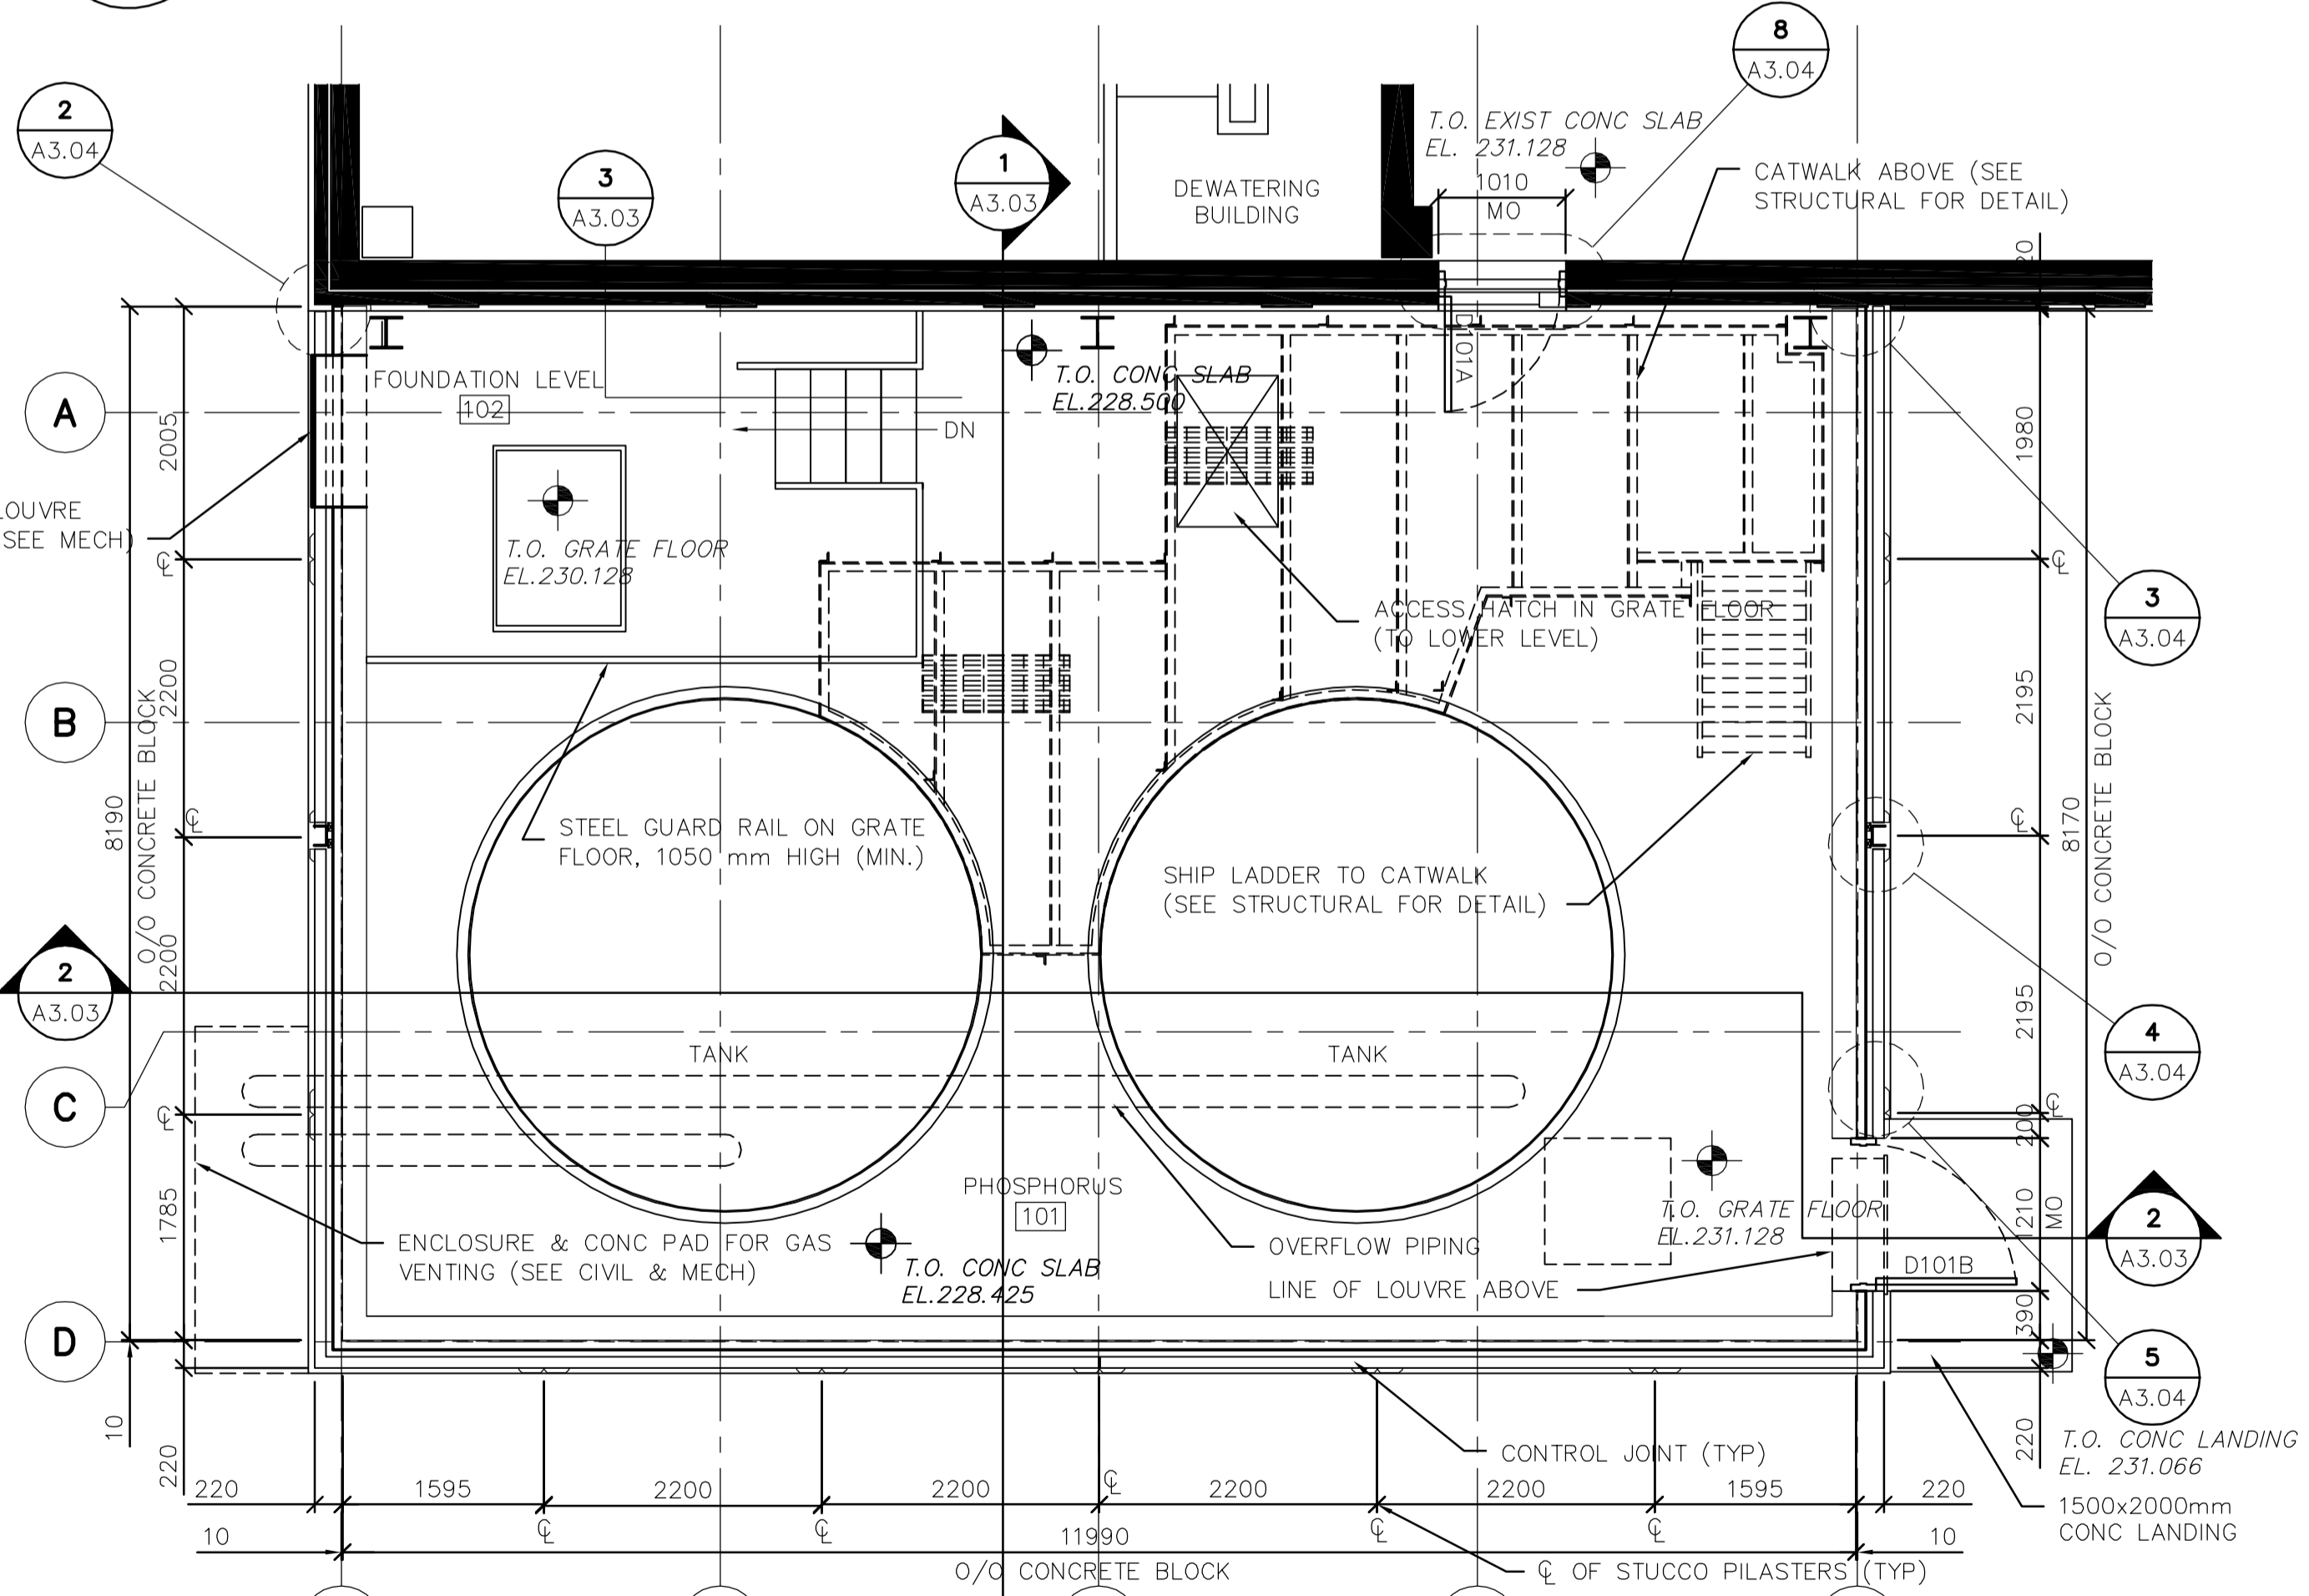 8
A3.04
2
A3.04
3
A3.03
1
A3.03
DEWATERING
BUILDING
T.O. EXIST CONC SLAB
EL. 231.128
1010
MO
CATWALK ABOVE (SEE
STRUCTURAL FOR DETAIL)
A
FOUNDATION LEVEL
102
T.O. CONC SLAB
EL.228.500
D101A
DN
LOUVRE
SEE MECH)
T.O. GRATE FLOOR
EL.230.128
ACCESS HATCH IN GRATE FLOOR
(TO LOWER LEVEL)
3
A3.04
2005
2200
2200
1785
220
8190
O/O CONCRETE BLOCK
10
1980
2195
2195
200
1210
MO
390
220
8170
O/O CONCRETE BLOCK
B
STEEL GUARD RAIL ON GRATE
FLOOR, 1050 mm HIGH (MIN.)
SHIP LADDER TO CATWALK
(SEE STRUCTURAL FOR DETAIL)
2
A3.03
4
A3.04
TANK
TANK
C
PHOSPHORUS
101
T.O. GRATE FLOOR
EL.231.128
2
A3.03
ENCLOSURE & CONC PAD FOR GAS
VENTING (SEE CIVIL & MECH)
T.O. CONC SLAB
EL.228.425
OVERFLOW PIPING
LINE OF LOUVRE ABOVE
D101B
D
5
A3.04
CONTROL JOINT (TYP)
T.O. CONC LANDING
EL. 231.066
1500x2000mm
CONC LANDING
220
1595
2200
2200
2200
2200
1595
220
10
11990
10
O/O CONCRETE BLOCK
℄ OF STUCCO PILASTERS (TYP)